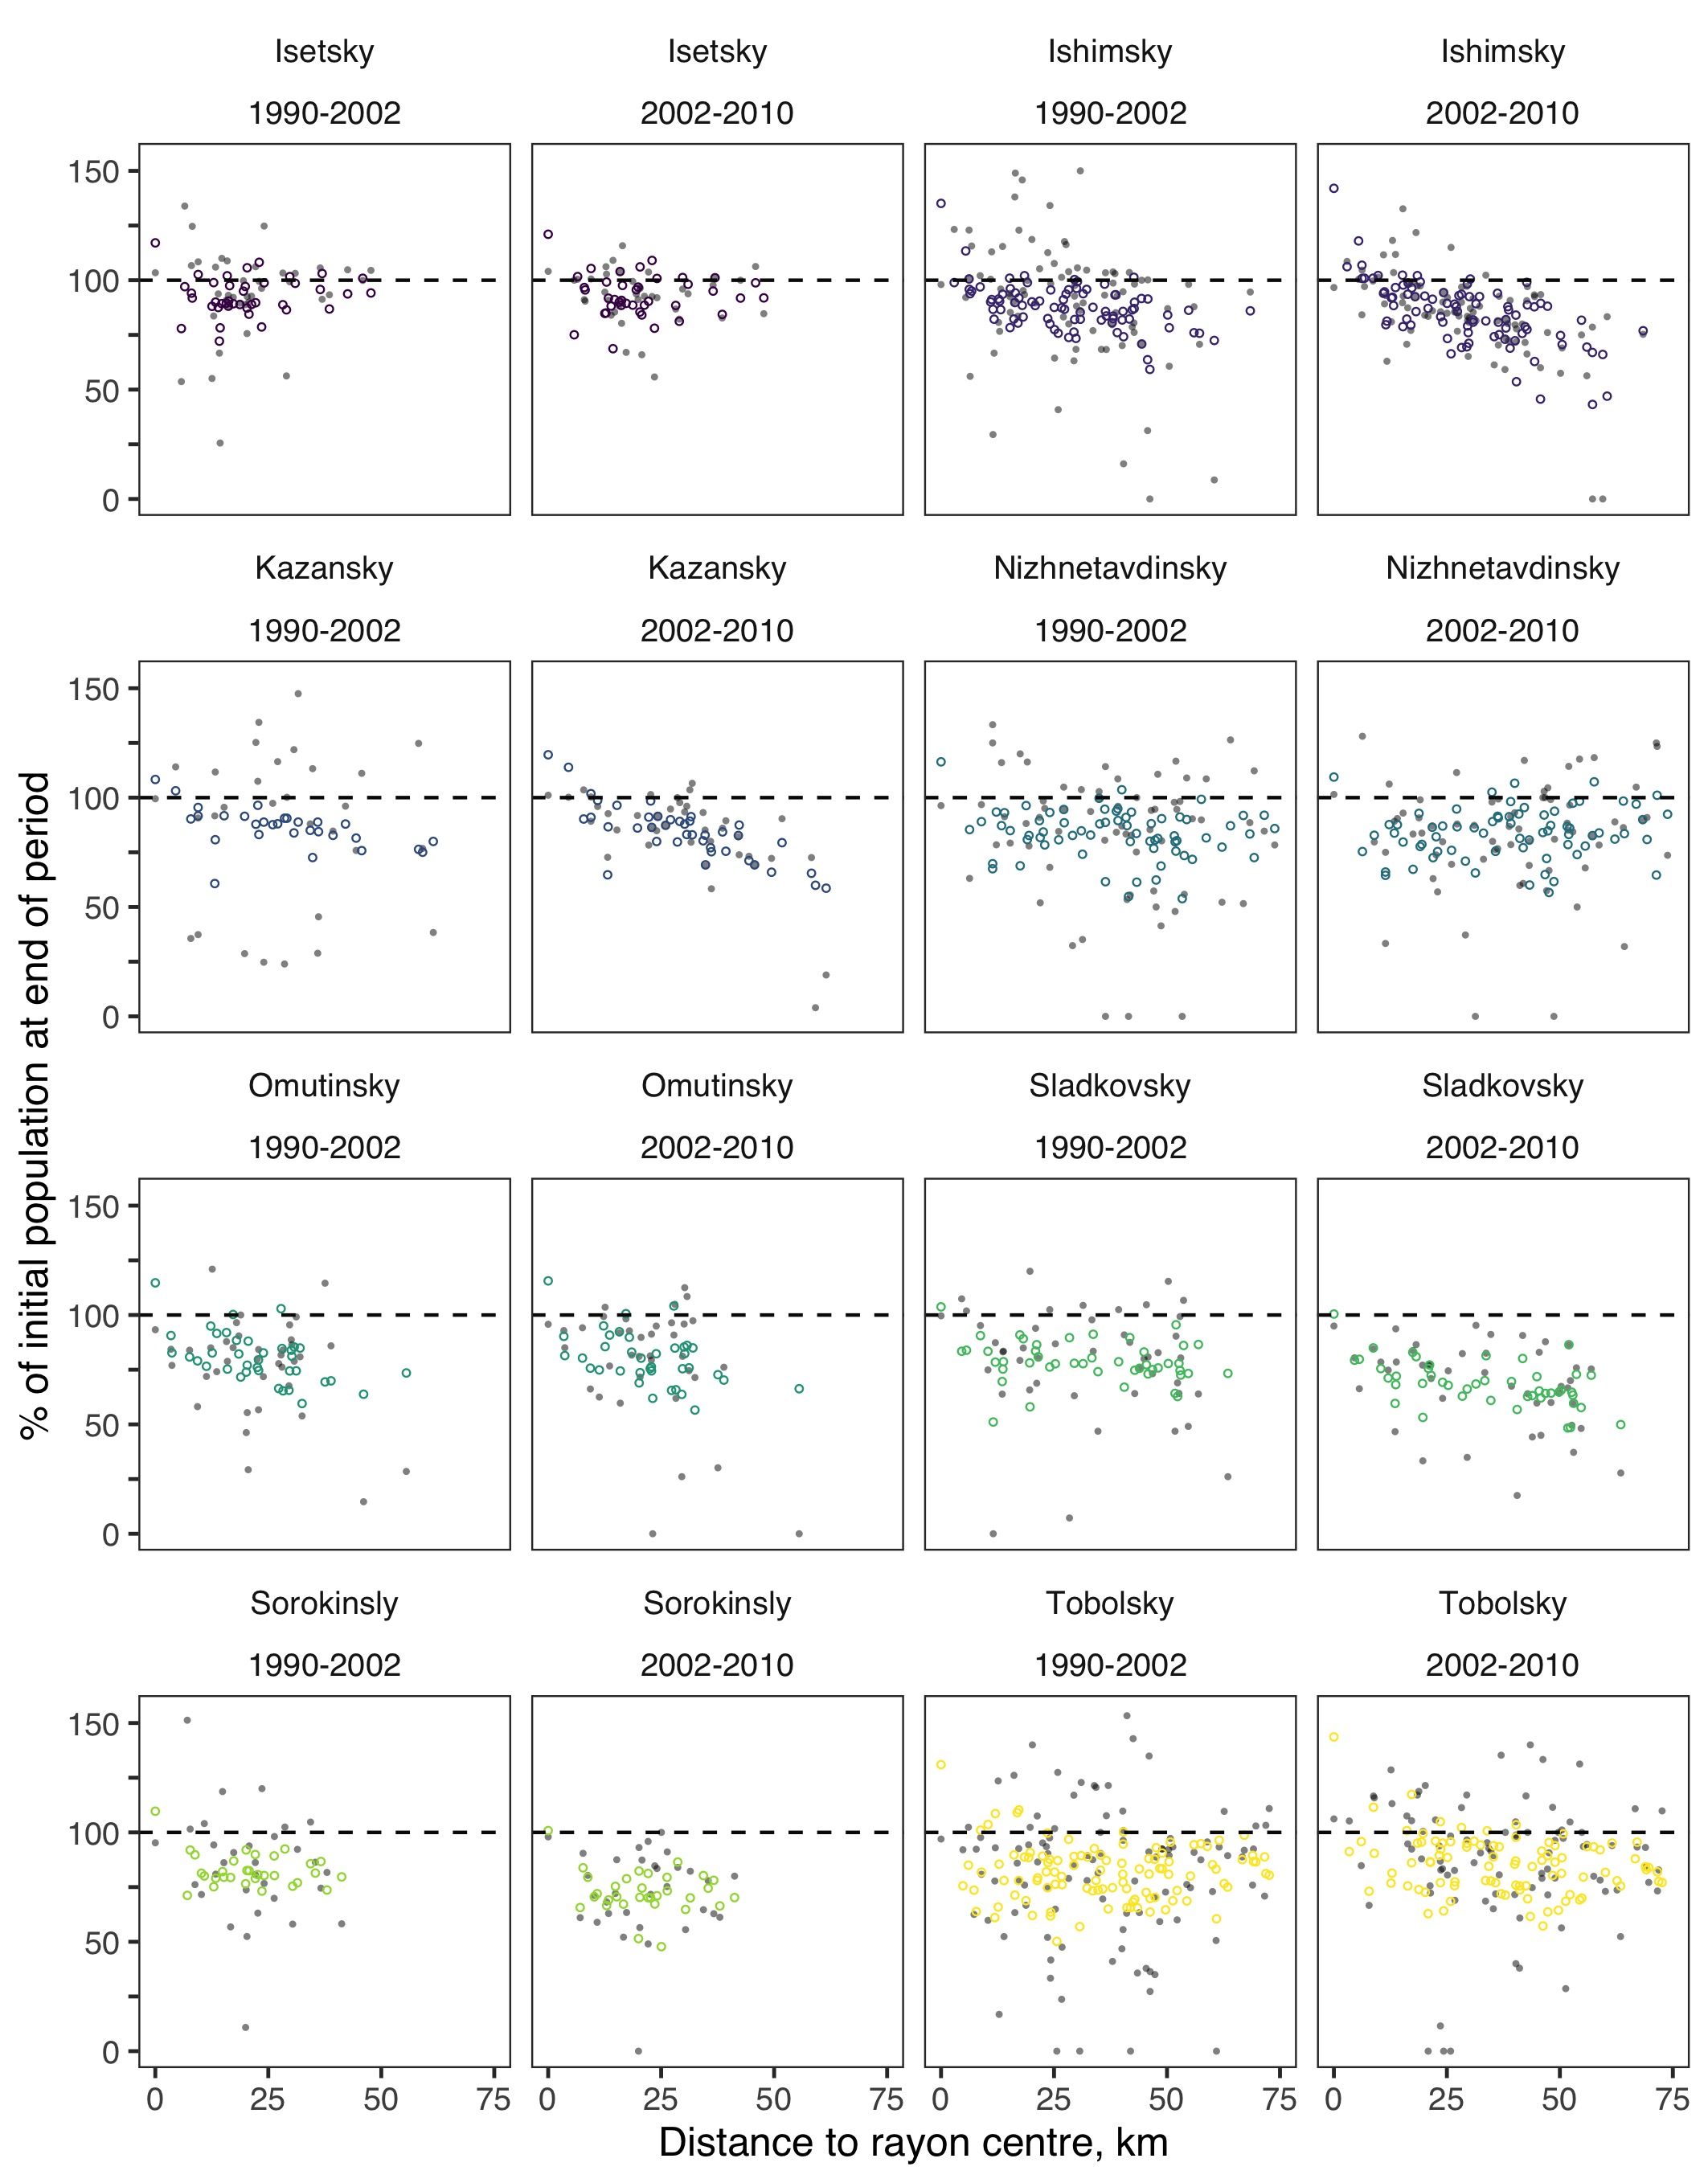 Isetsky Isetsky Ishimsky Ishimsky
1990-2002 2002-2010 1990-2002 2002-2010
150
100
50
0
Kazansky Kazansky Nizhnetavdinsky Nizhnetavdinsky
1990-2002 2002-2010 1990-2002 2002-2010
150
100
50
0
% of initial population at end of period
Omutinsky Omutinsky Sladkovsky Sladkovsky
1990-2002 2002-2010 1990-2002 2002-2010
150
100
50
0
Sorokinsly Sorokinsly Tobolsky Tobolsky
1990-2002 2002-2010 1990-2002 2002-2010
150
100
50
0
0 25 50 75 0 25 50 75 0 25 50 75 0 25 50 75
Distance to rayon centre, km